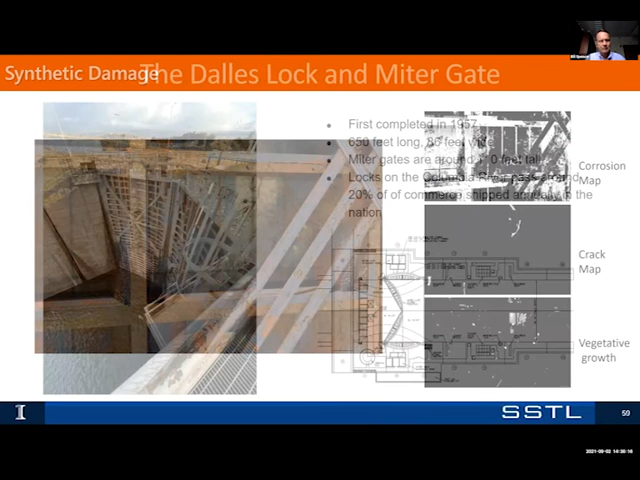 Synthetic Damage
The Dalles Lock and Miter Gate
First completed in 1957
650 feet long, 86 feet wide
Miter gates are around 110 feet tall
Locks on the Columbia River pass around
20% of of commerce shipped annually in the
nation
Corrosion
Map
Crack
Map
Vegetative
growth
I
SSTL
59
2021-09-02 14:36:16